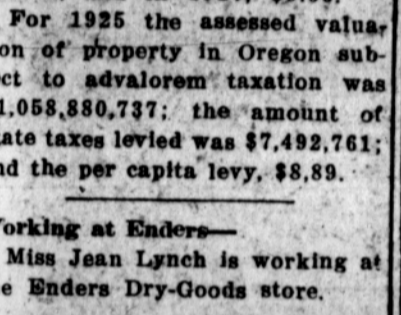 For 1925 the assessed valua-
on of property in Oregon sub-
ct to advalorem taxation was
1,058,880,737; the amount of
ate taxes levied was $7,492,761;
nd the per capita levy, $8,89.
orking at Enders—
Miss Jean Lynch is working at
e Enders Dry-Goods store.